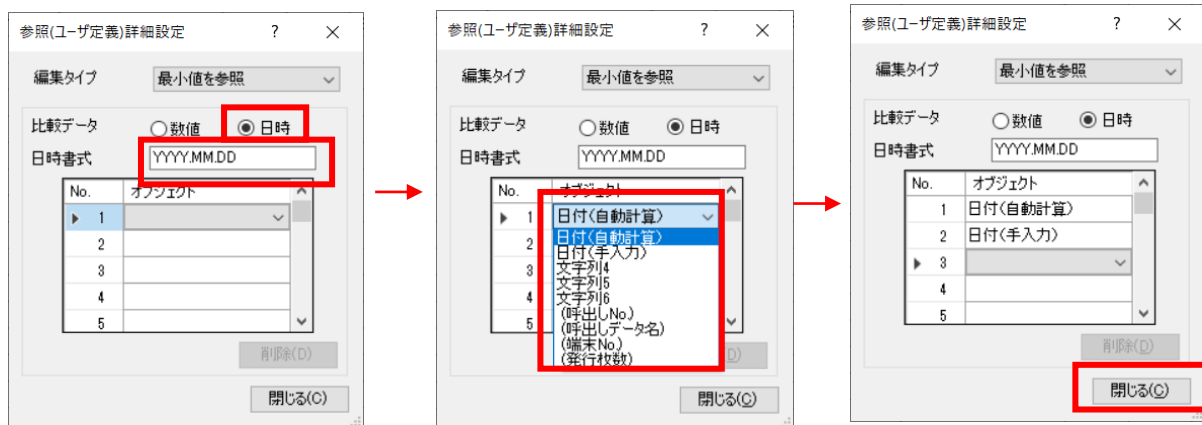 参照(ユーザ定義)詳細設定 ? ×
編集タイプ 最小値を参照
比較データ 数値 日時
日時書式 YYYY.MM.DD
No. オブジェクト
1
2
3
4
5
削除(D)
閉じる(C)
参照(ユーザ定義)詳細設定 ? ×
編集タイプ 最小値を参照
比較データ 数値 日時
日時書式 YYYY.MM.DD
No. オブジェクト
1 日付(自動計算)
日付(自動計算)
2 日付(手入力)
3 文字列4
文字列5
4 文字列6
(呼出しNo.)
5 (呼出しデータ名)
(端末No.)
(発行枚数) D)
閉じる(C)
参照(ユーザ定義)詳細設定 ? ×
編集タイプ 最小値を参照
比較データ 数値 日時
日時書式 YYYY.MM.DD
No. オブジェクト
1 日付(自動計算)
2 日付(手入力)
3
4
5
削除(D)
閉じる(C)